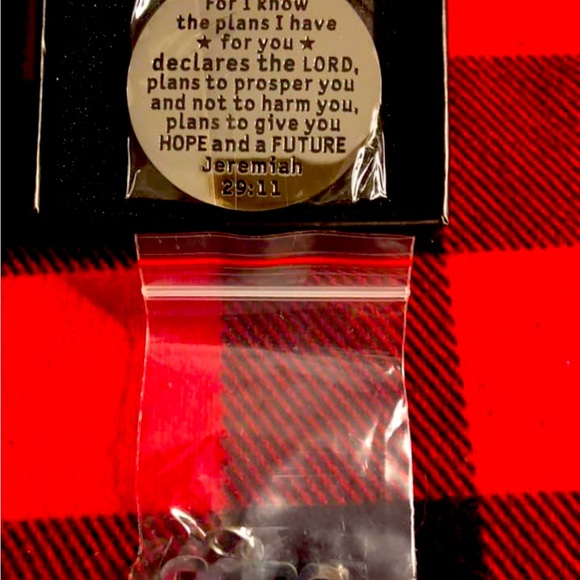 For I know
the plans I have
★ for you ★
declares the LORD,
plans to prosper you
and not to harm you,
plans to give you
HOPE and a FUTURE
Jeremiah
29:11